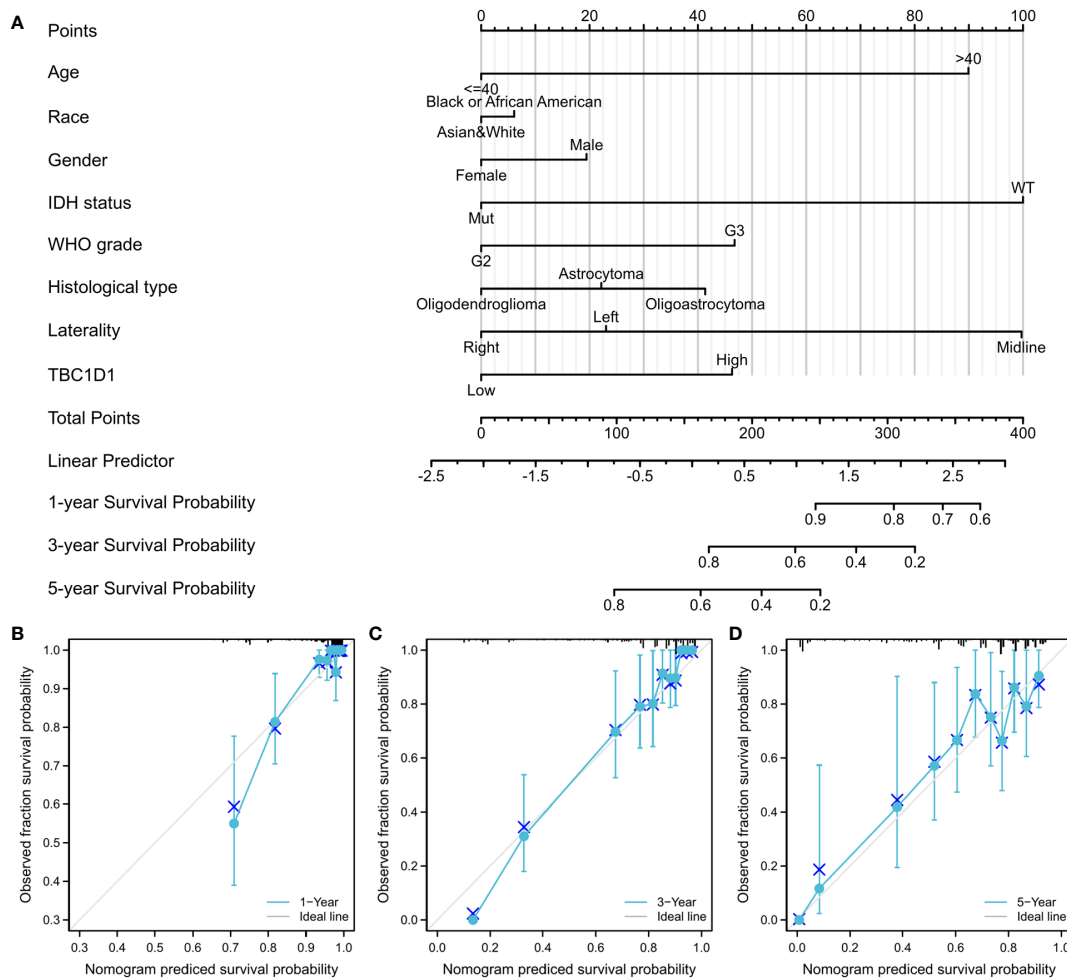 A
Points
0 20 40 60 80 100
Age
<=40 >40
Race
Black or African American
Asian&White
Gender
Male
Female
IDH status
WT
Mut
WHO grade
G3
G2
Histological type
Astrocytoma
Oligodendroglioma Oligoastrocytoma
Laterality
Left
Right Midline
TBC1D1
High
Low
Total Points
0 100 200 300 400
Linear Predictor
-2.5 -1.5 -0.5 0.5 1.5 2.5
1-year Survival Probability
0.9 0.8 0.7 0.6
3-year Survival Probability
0.8 0.6 0.4 0.2
5-year Survival Probability
0.8 0.6 0.4 0.2
B
Observed fraction survival probability
1.0
0.9
0.8
0.7
0.6
0.5
0.4
0.3
1−Year
Ideal line
0.3 0.4 0.5 0.6 0.7 0.8 0.9 1.0
Nomogram prediced survival probability
C
Observed fraction survival probability
1.0
0.8
0.6
0.4
0.2
0.0
3−Year
Ideal line
0.0 0.2 0.4 0.6 0.8 1.0
Nomogram prediced survival probability
D
Observed fraction survival probability
1.0
0.8
0.6
0.4
0.2
0.0
5−Year
Ideal line
0.0 0.2 0.4 0.6 0.8 1.0
Nomogram prediced survival probability